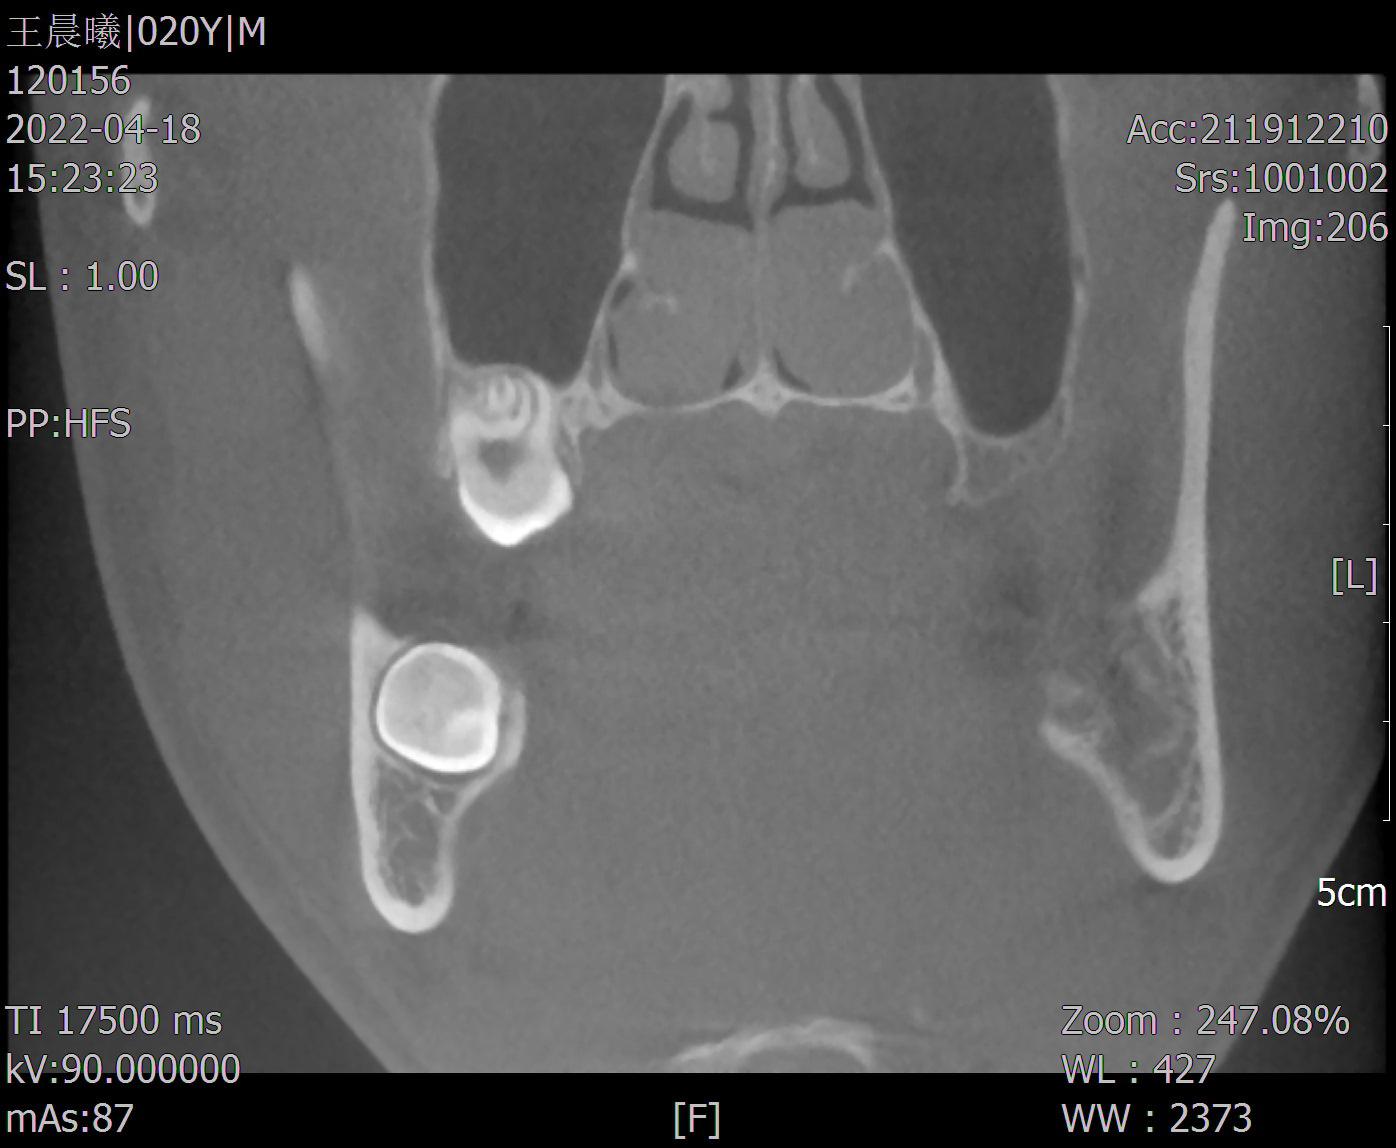 王晨曦|020Y|M
120156
2022-04-18
15:23:23
SL : 1.00
PP:HFS
Acc:211912210
Srs:1001002
Img:206
[L]
5cm
TI 17500 ms
kV:90.000000
mAs:87
[F]
Zoom : 247.08%
WL : 427
WW : 2373